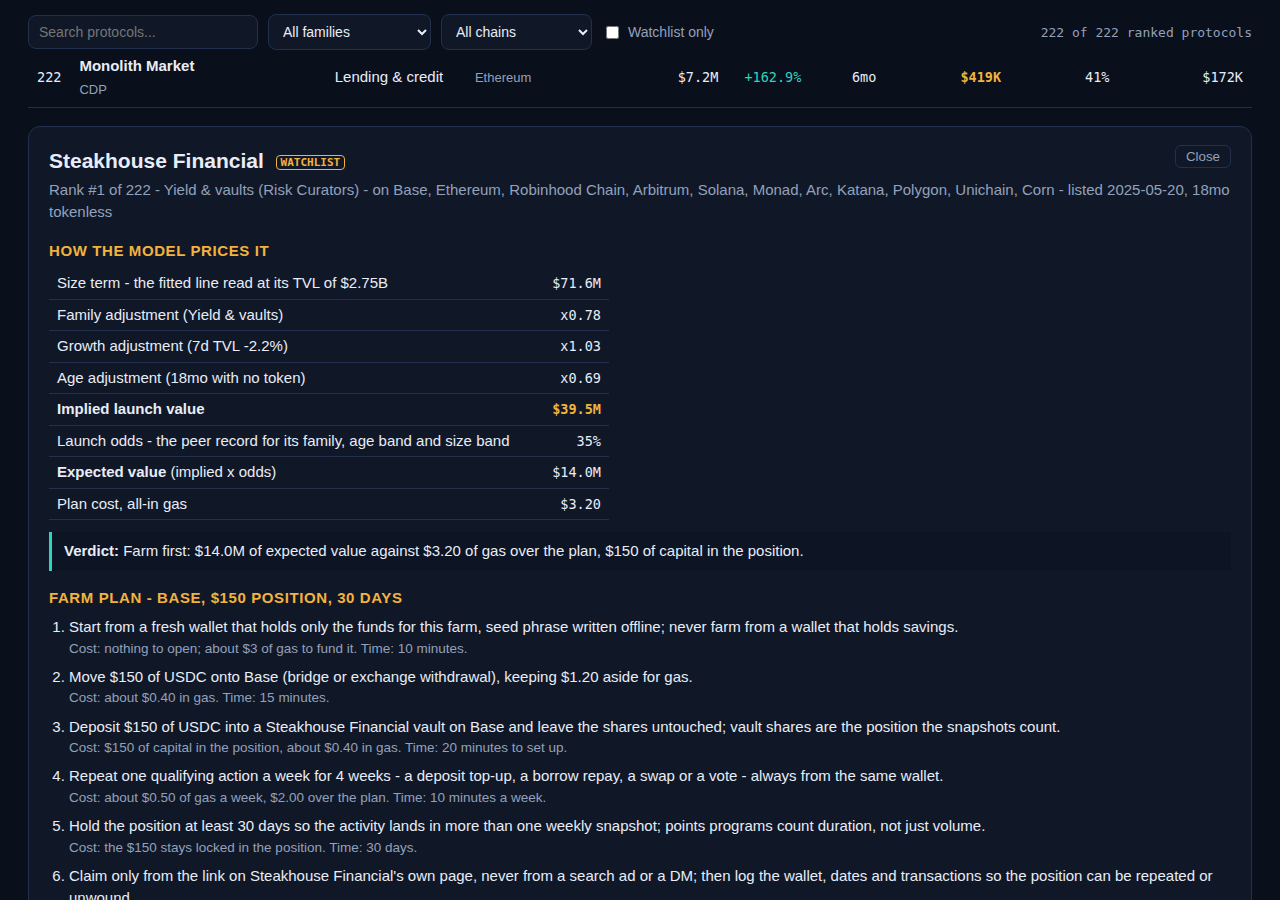 Search protocols...
All families
All chains
Watchlist only
222 of 222 ranked protocols
222
Monolith Market
CDP
Lending & credit
Ethereum
$7.2M
+162.9%
6mo
$419K
41%
$172K
Steakhouse Financial
WATCHLIST
Close
Rank #1 of 222 - Yield & vaults (Risk Curators) - on Base, Ethereum, Robinhood Chain, Arbitrum, Solana, Monad, Arc, Katana, Polygon, Unichain, Corn - listed 2025-05-20, 18mo
tokenless
HOW THE MODEL PRICES IT
Size term - the fitted line read at its TVL of $2.75B $71.6M
Family adjustment (Yield & vaults) x0.78
Growth adjustment (7d TVL -2.2%) x1.03
Age adjustment (18mo with no token) x0.69
Implied launch value $39.5M
Launch odds - the peer record for its family, age band and size band 35%
Expected value (implied x odds) $14.0M
Plan cost, all-in gas $3.20
Verdict: Farm first: $14.0M of expected value against $3.20 of gas over the plan, $150 of capital in the position.
FARM PLAN - BASE, $150 POSITION, 30 DAYS
1. Start from a fresh wallet that holds only the funds for this farm, seed phrase written offline; never farm from a wallet that holds savings.
Cost: nothing to open; about $3 of gas to fund it. Time: 10 minutes.
2. Move $150 of USDC onto Base (bridge or exchange withdrawal), keeping $1.20 aside for gas.
Cost: about $0.40 in gas. Time: 15 minutes.
3. Deposit $150 of USDC into a Steakhouse Financial vault on Base and leave the shares untouched; vault shares are the position the snapshots count.
Cost: $150 of capital in the position, about $0.40 in gas. Time: 20 minutes to set up.
4. Repeat one qualifying action a week for 4 weeks - a deposit top-up, a borrow repay, a swap or a vote - always from the same wallet.
Cost: about $0.50 of gas a week, $2.00 over the plan. Time: 10 minutes a week.
5. Hold the position at least 30 days so the activity lands in more than one weekly snapshot; points programs count duration, not just volume.
Cost: the $150 stays locked in the position. Time: 30 days.
6. Claim only from the link on Steakhouse Financial's own page, never from a search ad or a DM; then log the wallet, dates and transactions so the position can be repeated or
unwound.